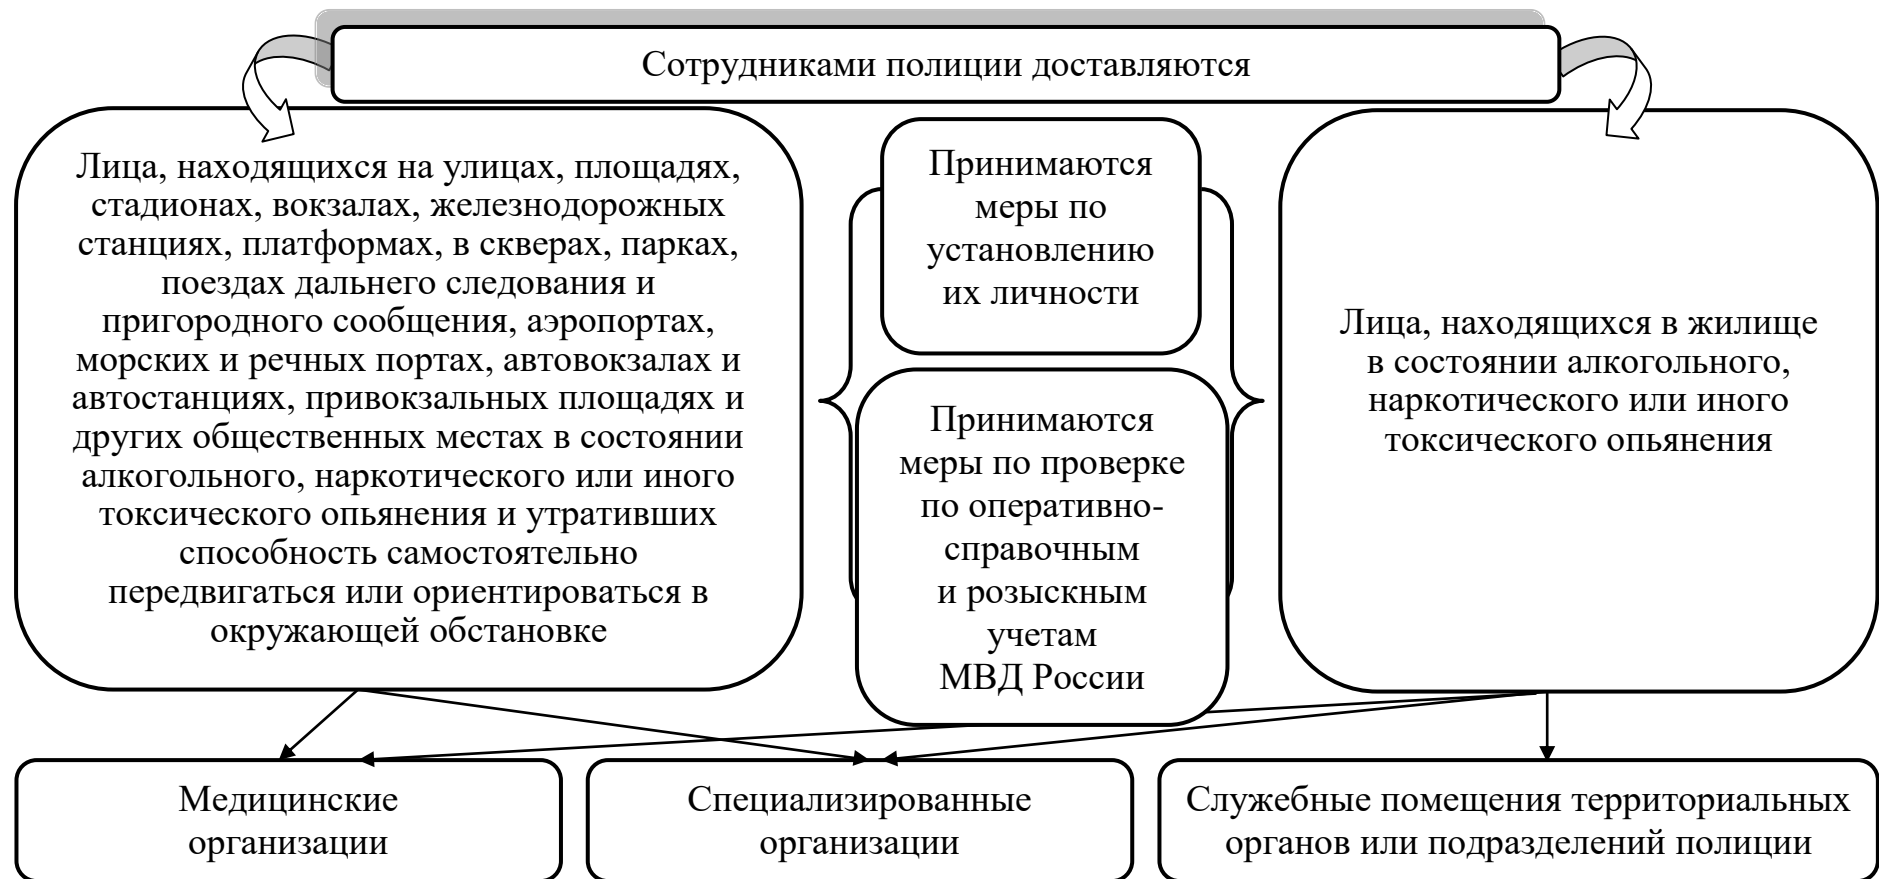 Сотрудниками полиции доставляются
Лица, находящихся на улицах, площадях,
стадионах, вокзалах, железнодорожных
станциях, платформах, в скверах, парках,
поездах дальнего следования и
пригородного сообщения, аэропортах,
морских и речных портах, автовокзалах и
автостанциях, привокзальных площадях и
других общественных местах в состоянии
алкогольного, наркотического или иного
токсического опьянения и утративших
способность самостоятельно
передвигаться или ориентироваться в
окружающей обстановке
Принимаются
меры по
установлению
их личности
Принимаются
меры по проверке
по оперативно-
справочным
и розыскным
учетам
МВД России
Лица, находящихся в жилище
в состоянии алкогольного,
наркотического или иного
токсического опьянения
Медицинские
организации
Специализированные
организации
Служебные помещения территориальных
органов или подразделений полиции